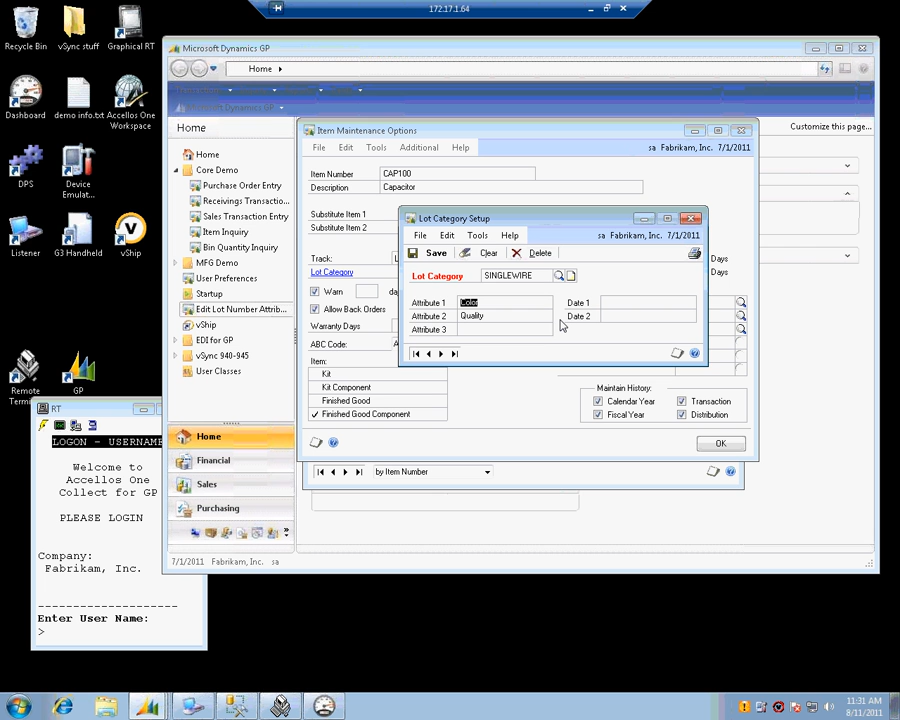 172.17.1.64
Recycle Bin
vSync stuff
Graphical RT
Dashboard
demo info.txt
Accellos One Workspace
DPS
Device Emulat...
Listener
G3 Handheld
vShip
Remote
GP
Microsoft Dynamics GP
Home
Customize this page...
Home
Home
Core Demo
Purchase Order Entry
Receivings Transactio...
Sales Transaction Entry
Item Inquiry
Bin Quantity Inquiry
MFG Demo
User Preferences
Startup
Edit Lot Number Attrib...
vShip
EDI for GP
vSync 940-945
User Classes
Home
Financial
Sales
Purchasing
7/1/2011 Fabrikam, Inc. sa
Item Maintenance Options
File Edit Tools Additional Help
sa Fabrikam, Inc. 7/1/2011
Item Number CAP100
Description Capacitor
Substitute Item 1
Substitute Item 2
Track:
Lot Category
Warn
Allow Back Orders
Warranty Days
ABC Code:
Item:
Kit
Kit Component
Finished Good
Finished Good Component
Days
Days
Maintain History:
Calendar Year Transaction
Fiscal Year Distribution
OK
by Item Number
Lot Category Setup
File Edit Tools Help
sa Fabrikam, Inc. 7/1/2011
Save Clear Delete
Lot Category SINGLEWIRE
Attribute 1 Color Date 1
Attribute 2 Quality Date 2
Attribute 3
RT
LOGON - USERNAME
Welcome to
Accellos One
Collect for GP
PLEASE LOGIN
Company:
Fabrikam, Inc.
--------------------
Enter User Name:
>
11:31 AM
8/11/2011